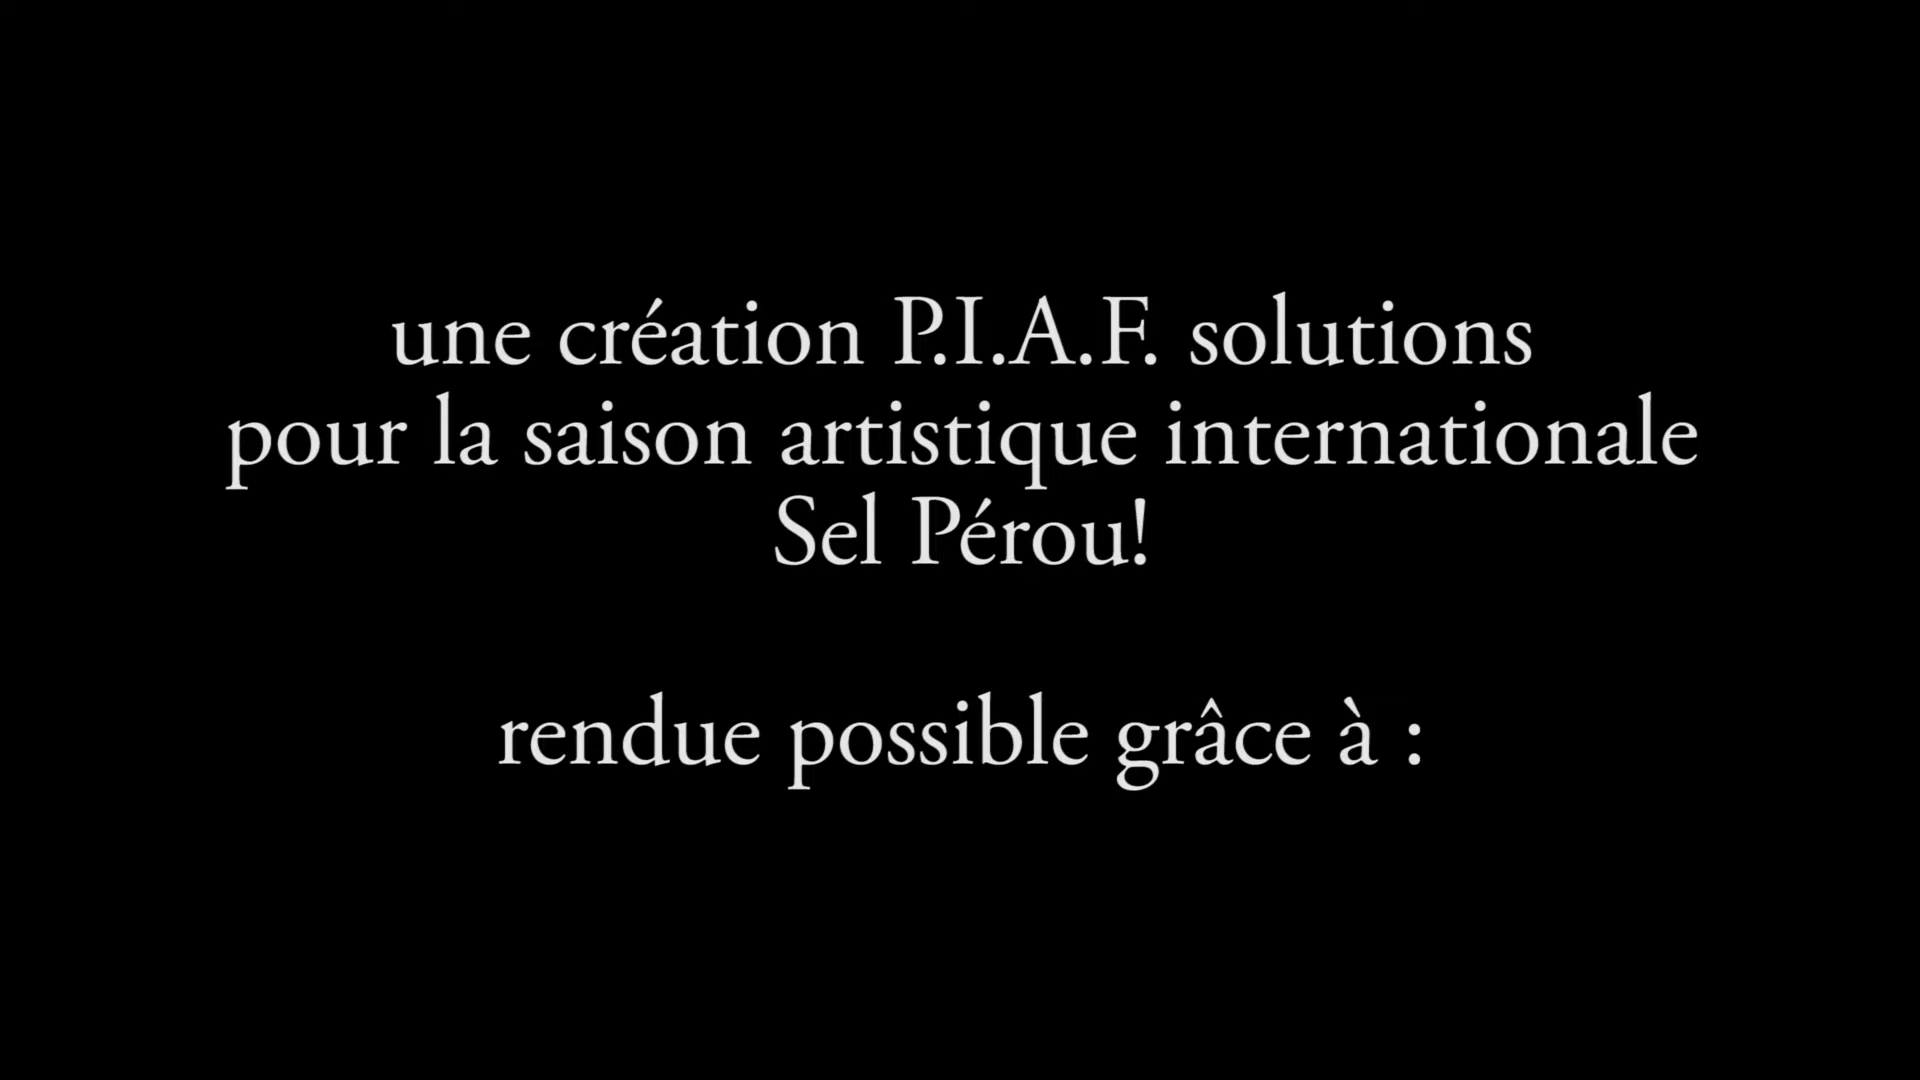 une création P.I.A.F. solutions
pour la saison artistique internationale
Sel Pérou!
rendue possible grâce à :